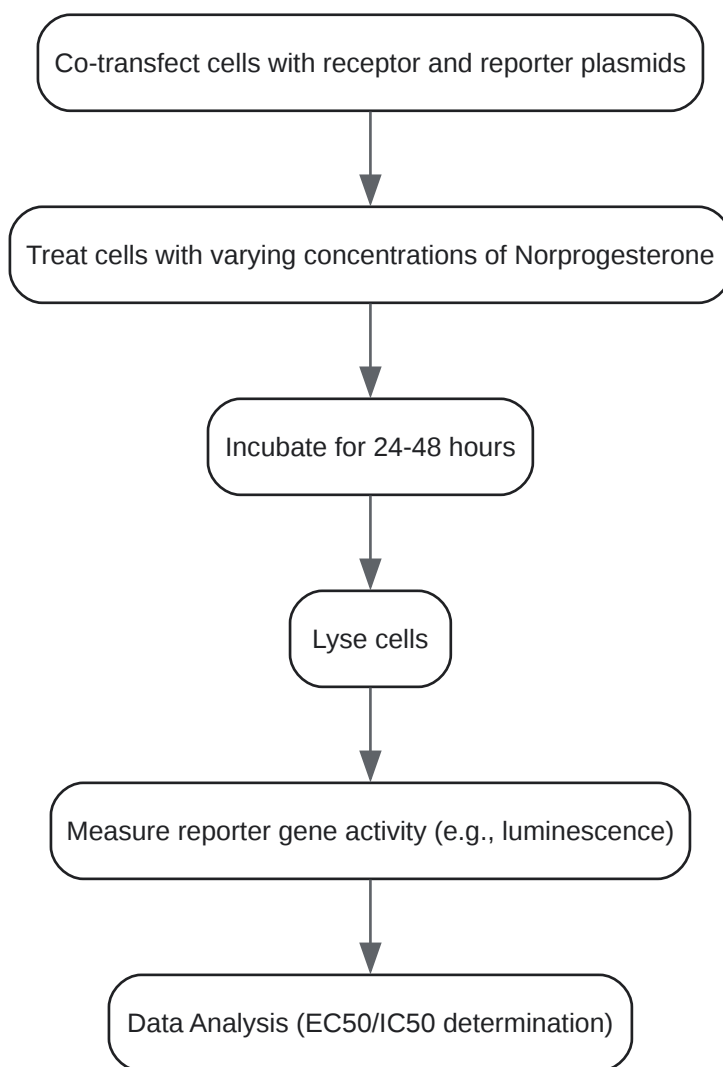 Co-transfect cells with receptor and reporter plasmids
Treat cells with varying concentrations of Norprogesterone
Incubate for 24-48 hours
Lyse cells
Measure reporter gene activity (e.g., luminescence)
Data Analysis (EC50/IC50 determination)